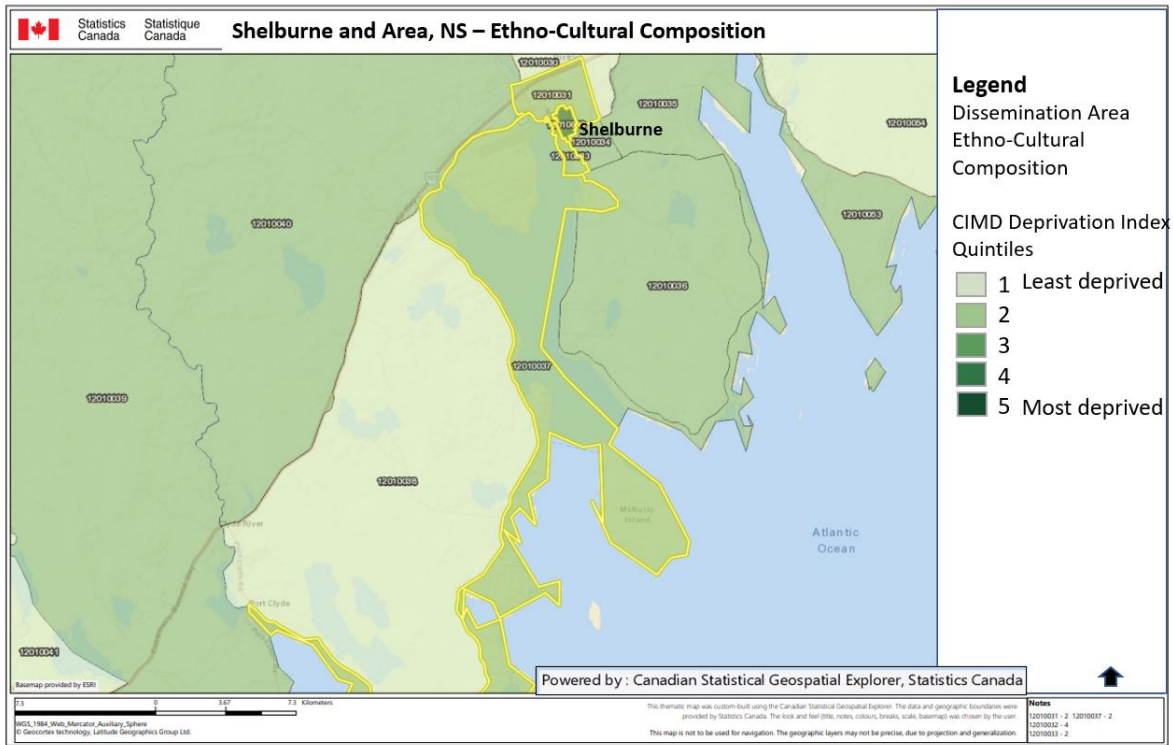 Statistics
Canada
Statistique
Canada
Shelburne and Area, NS – Ethno-Cultural Composition
12010030
12010031
Shelburne
12010034
12010035
12010054
12010053
12010040
12010036
12010037
12010039
12010038
Clyde River
Port Clyde
McNutts
Island
Atlantic
Ocean
12010041
Basemap provided by ESRI
Powered by : Canadian Statistical Geospatial Explorer, Statistics Canada
Legend
Dissemination Area
Ethno-Cultural
Composition
CIMD Deprivation Index
Quintiles
1 Least deprived
2
3
4
5 Most deprived
7.3 0 3.67 7.3 Kilometers
WGS_1984_Web_Mercator_Auxiliary_Sphere
© Geocortex technology, Latitude Geographics Group Ltd.
This thematic map was custom-built using the Canadian Statistical Geospatial Explorer. The data and geographic boundaries were
provided by Statistics Canada. The look and feel (title, notes, colours, breaks, scale, basemap) was chosen by the user.
This map is not to be used for navigation. The geographic layers may not be precise, due to projection and generalization.
Notes
12010031 - 2 12010037 - 2
12010032 - 4
12010033 - 2